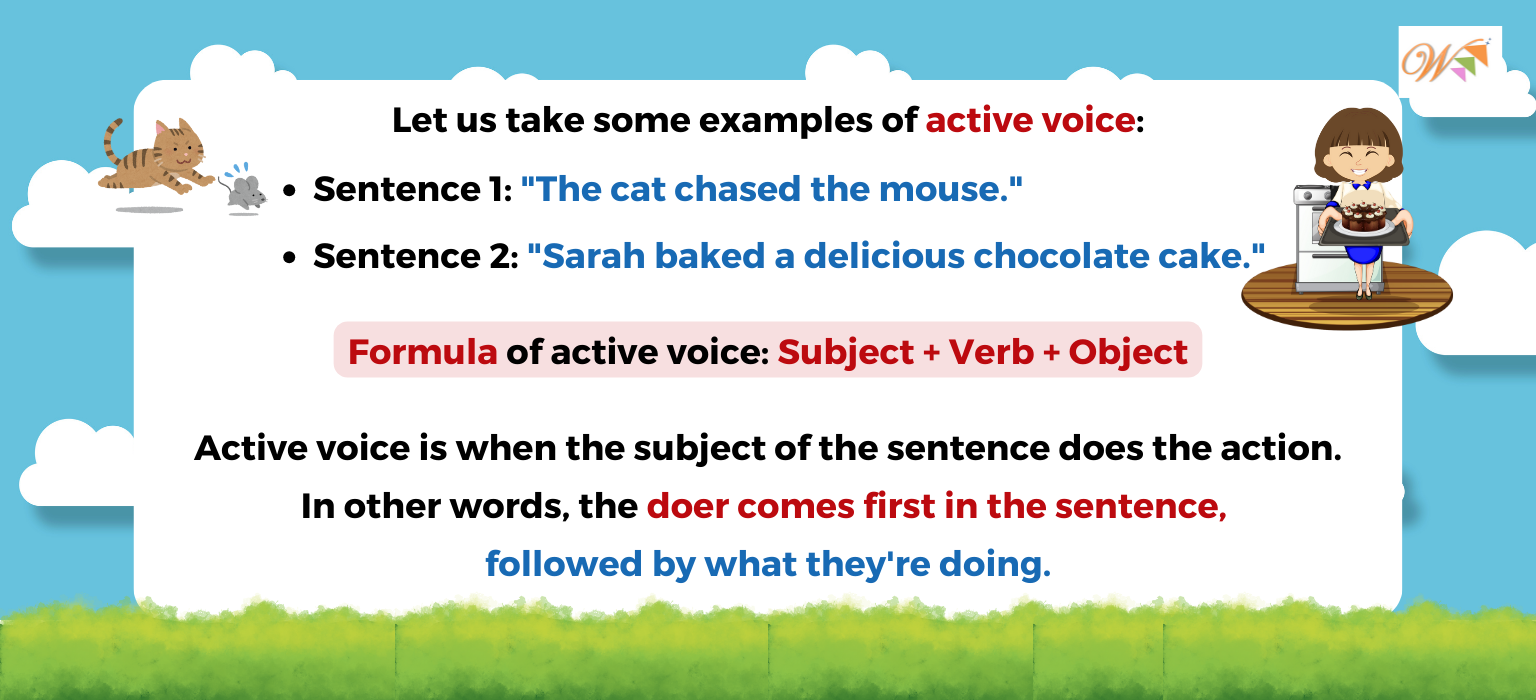 W
Let us take some examples of active voice:
• Sentence 1: "The cat chased the mouse."
• Sentence 2: "Sarah baked a delicious chocolate cake."
Formula of active voice: Subject + Verb + Object
Active voice is when the subject of the sentence does the action.
In other words, the doer comes first in the sentence,
followed by what they're doing.